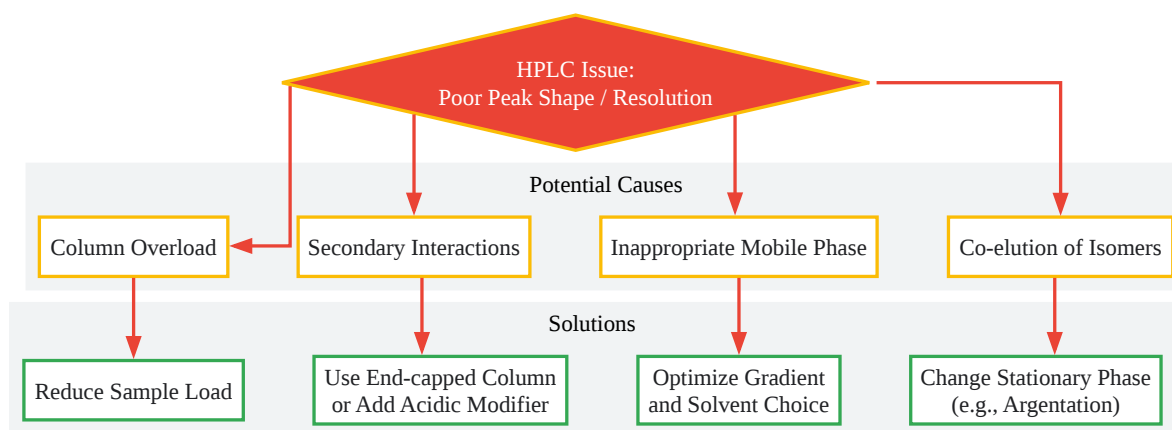 HPLC Issue:
Poor Peak Shape / Resolution
Potential Causes
Column Overload
Secondary Interactions
Inappropriate Mobile Phase
Co-elution of Isomers
Solutions
Reduce Sample Load
Use End-capped Column
or Add Acidic Modifier
Optimize Gradient
and Solvent Choice
Change Stationary Phase
(e.g., Argentation)